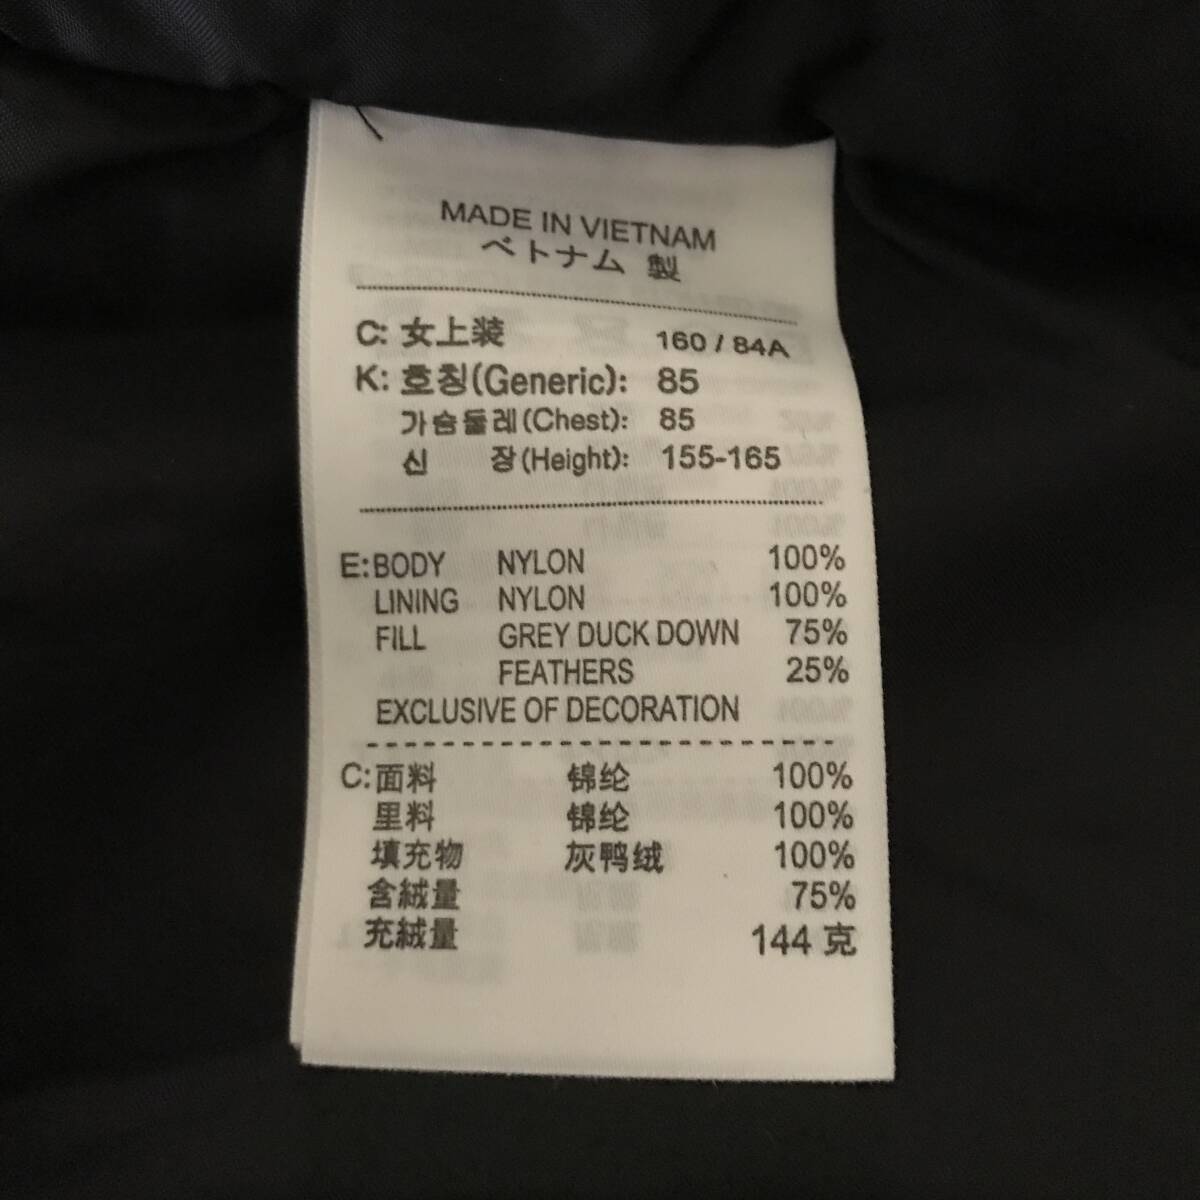 MADE IN VIETNAM
ベトナム 製
C: 女上装 160 / 84A
K: 호칭(Generic): 85
가슴둘레(Chest): 85
신 장(Height): 155-165
E: BODY NYLON 100%
LINING NYLON 100%
FILL GREY DUCK DOWN 75%
FEATHERS 25%
EXCLUSIVE OF DECORATION
C: 面料 锦纶 100%
里料 锦纶 100%
填充物 灰鸭绒 100%
含絨量 75%
充絨量 144 克